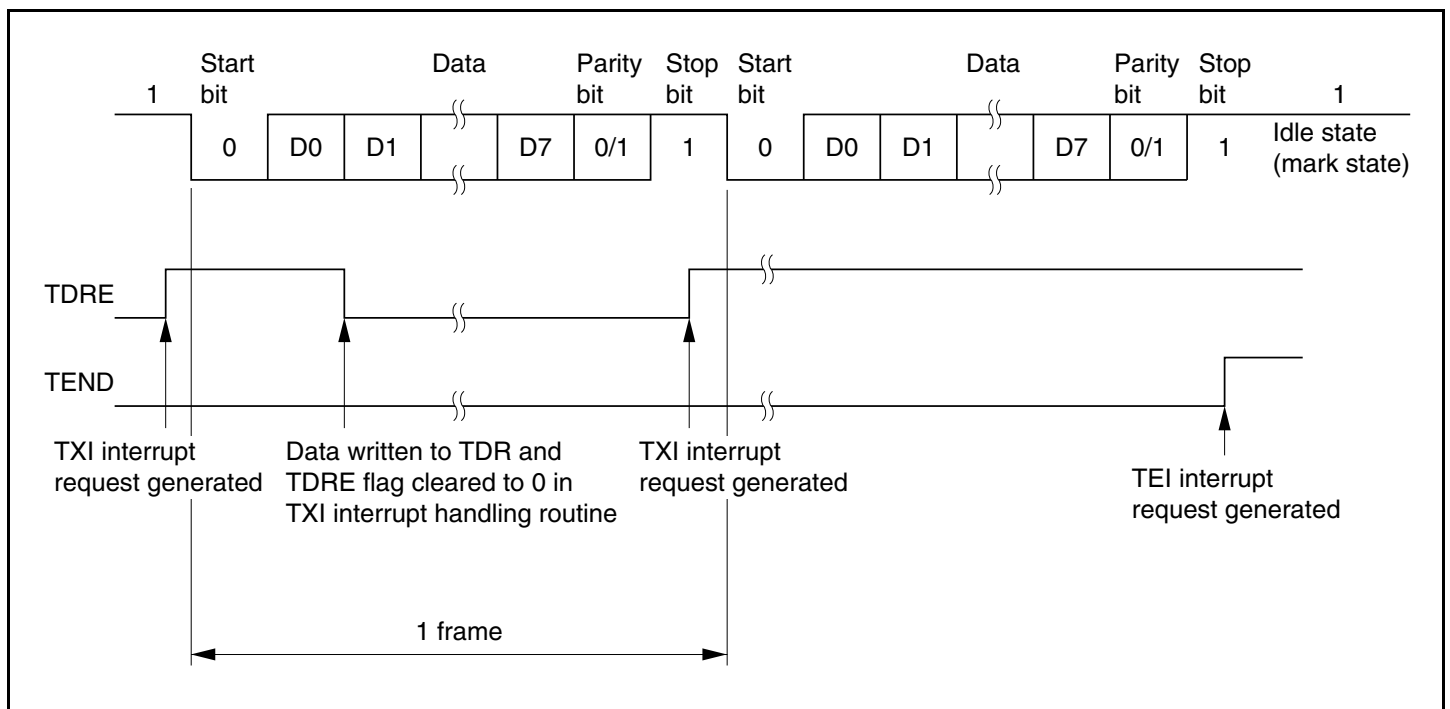 Start Data Parity Stop Start Data Parity Stop
1 bit bit bit bit bit bit 1
0 D0 D1 D7 0/1 1 0 D0 D1 D7 0/1 1 Idle state
(mark state)
TDRE
TEND
TXI interrupt
request generated
Data written to TDR and
TDRE flag cleared to 0 in
TXI interrupt handling routine
TXI interrupt
request generated
TEI interrupt
request generated
1 frame